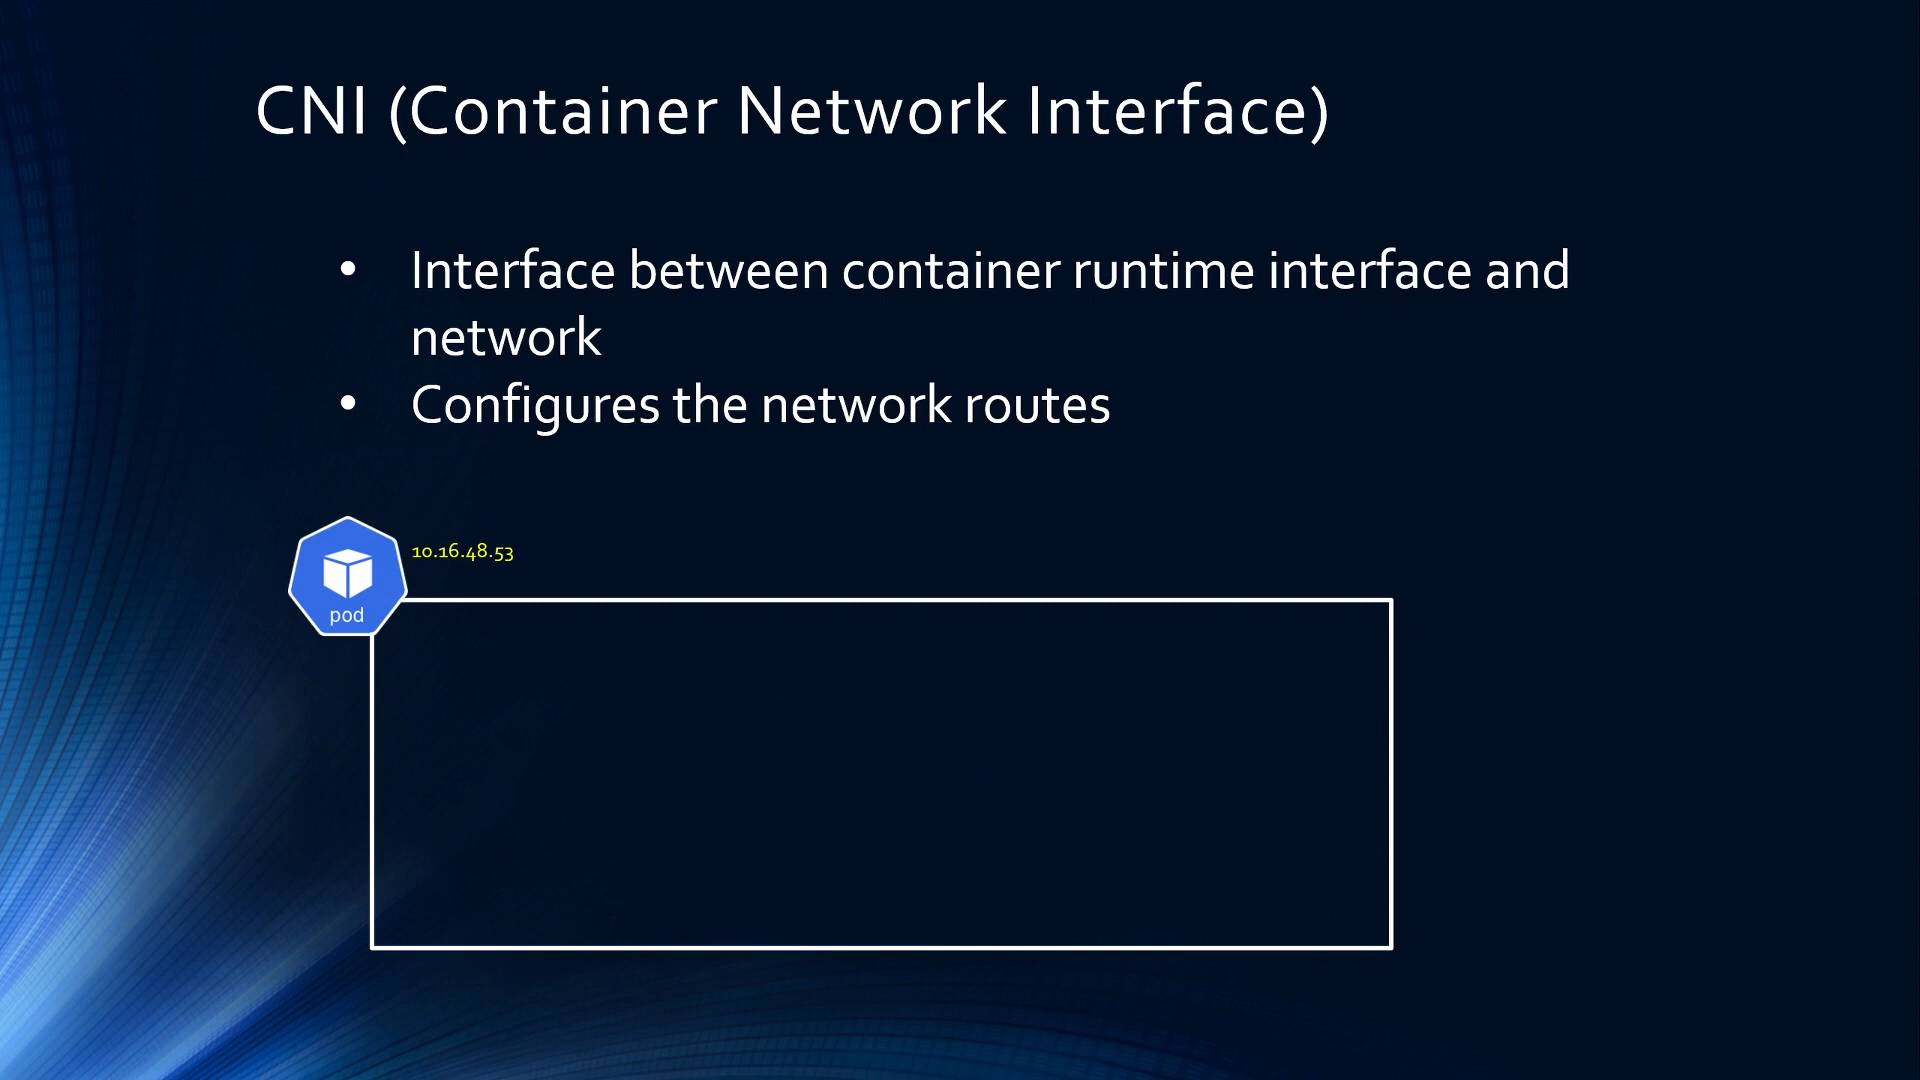 CNI (Container Network Interface)
• Interface between container runtime interface and
network
• Configures the network routes
10.16.48.53
pod